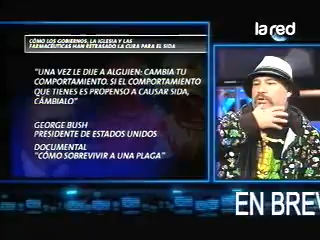 la red
CÓMO LOS GOBIERNOS, LA IGLESIA Y LAS
FARMACÉUTICAS HAN RETRASADO LA CURA PARA EL SIDA
"UNA VEZ LE DIJE A ALGUIEN: CAMBIA TU
COMPORTAMIENTO. SI EL COMPORTAMIENTO
QUE TIENES ES PROPENSO A CAUSAR SIDA,
CÁMBIALO"
GEORGE BUSH
PRESIDENTE DE ESTADOS UNIDOS
DOCUMENTAL
"CÓMO SOBREVIVIR A UNA PLAGA"
EN BREV